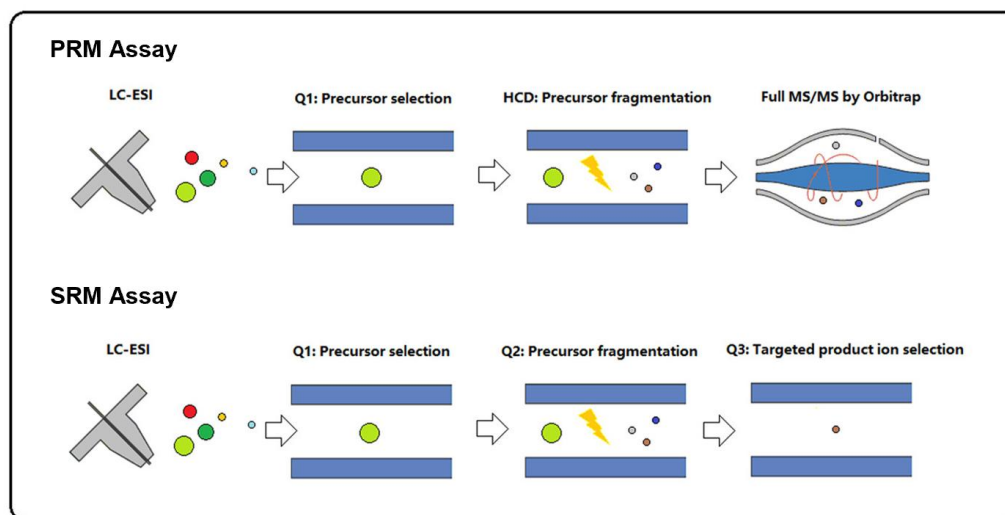 PRM Assay
LC-ESI
Q1: Precursor selection
HCD: Precursor fragmentation
Full MS/MS by Orbitrap
SRM Assay
LC-ESI
Q1: Precursor selection
Q2: Precursor fragmentation
Q3: Targeted product ion selection